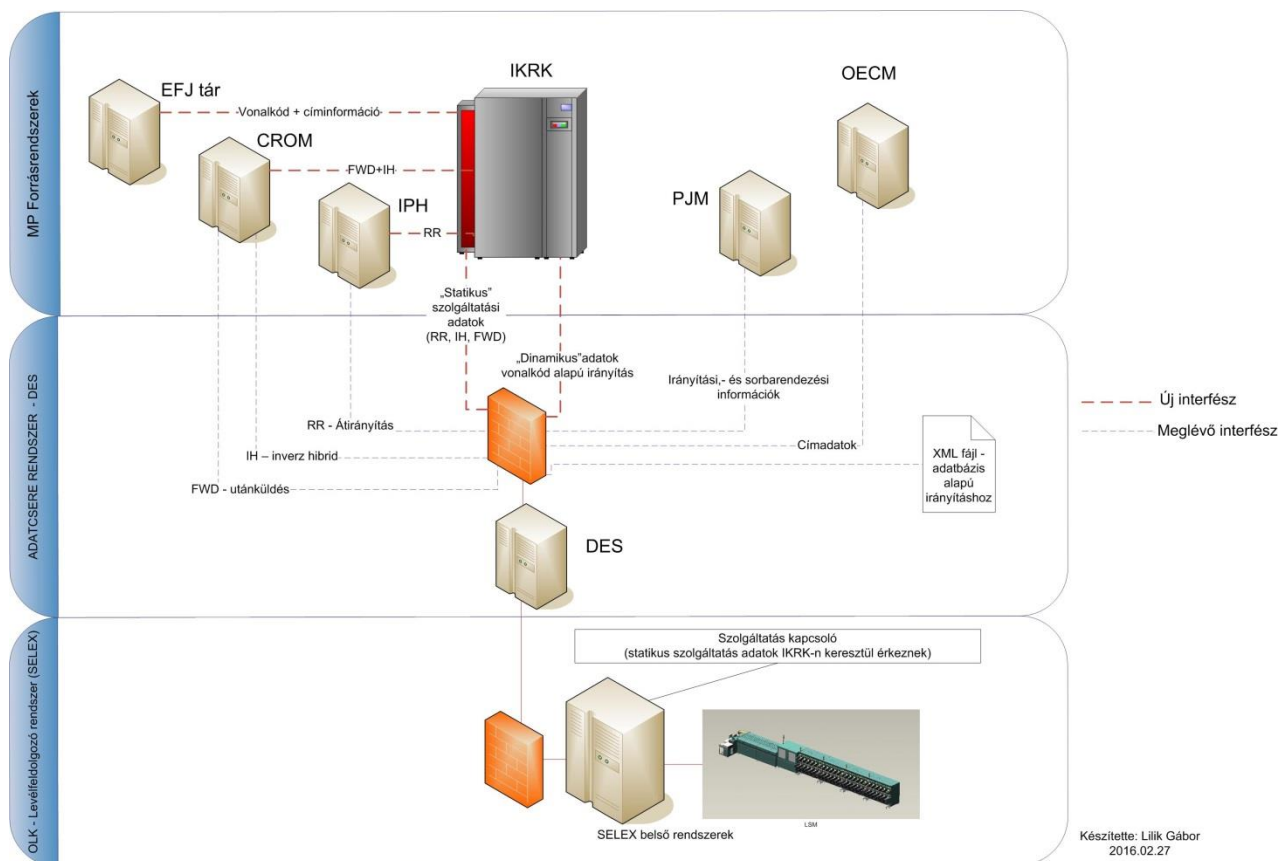 MP Forrásrendszerek
EFJ tár
Vonalkód + címinformáció
CROM
FWD+IH
IPH
RR
IKRK
PJM
OECM
ADATCSERE RENDSZER - DES
„Statikus”
szolgáltatási
adatok
(RR, IH, FWD)
„Dinamikus”adatok
vonalkód alapú irányítás
Irányítási,- és sorbarendezési
információk
RR - Átirányítás
IH – inverz hibrid
FWD - utánküldés
Címadatok
XML fájl -
adatbázis
alapú
irányításhoz
DES
Új interfész
Meglévő interfész
OLK - Levélfeldolgozó rendszer (SELEX)
Szolgáltatás kapcsoló
(statikus szolgáltatás adatok IKRK-n keresztül érkeznek)
SELEX belső rendszerek
LSM
Készítette: Lilik Gábor
2016.02.27